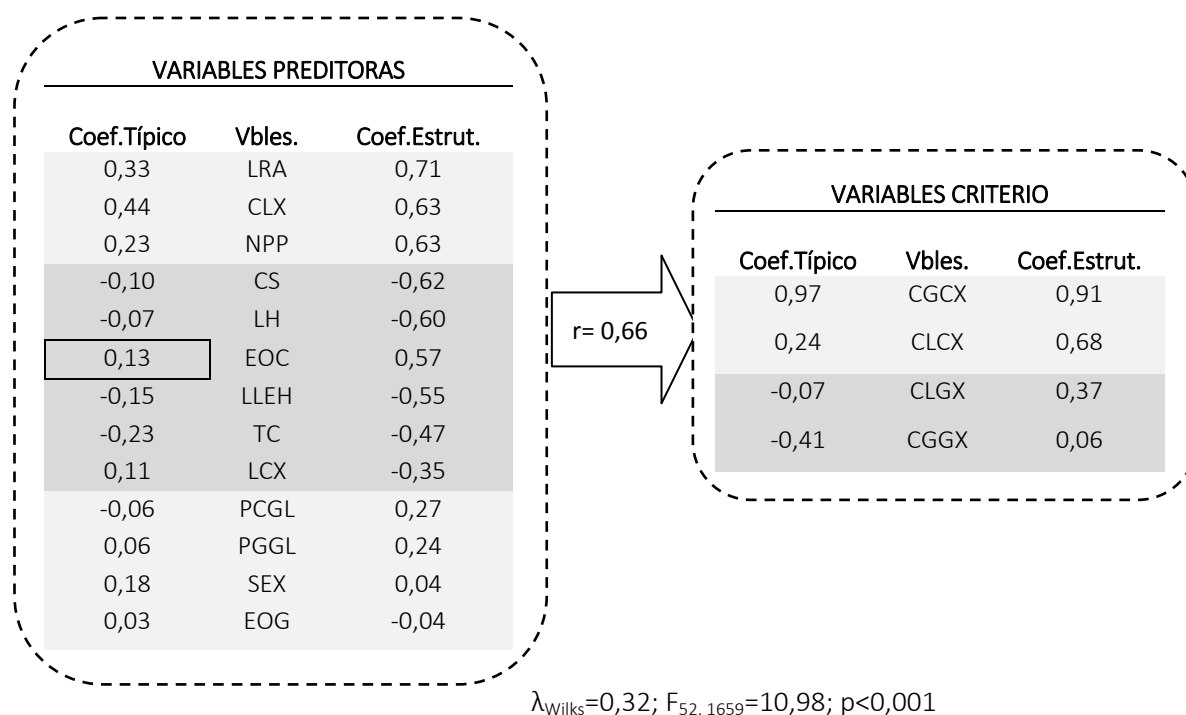 VARIABLES PREDITORAS
Coef.Típico Vbles. Coef.Estrut.
0,33 LRA 0,71
0,44 CLX 0,63
0,23 NPP 0,63
-0,10 CS -0,62
-0,07 LH -0,60
0,13 EOC 0,57
-0,15 LLEH -0,55
-0,23 TC -0,47
0,11 LCX -0,35
-0,06 PCGL 0,27
0,06 PGGL 0,24
0,18 SEX 0,04
0,03 EOG -0,04
r= 0,66
VARIABLES CRITERIO
Coef.Típico Vbles. Coef.Estrut.
0,97 CGCX 0,91
0,24 CLCX 0,68
-0,07 CLGX 0,37
-0,41 CGGX 0,06
λWilks=0,32; F52, 1659=10,98; p<0,001